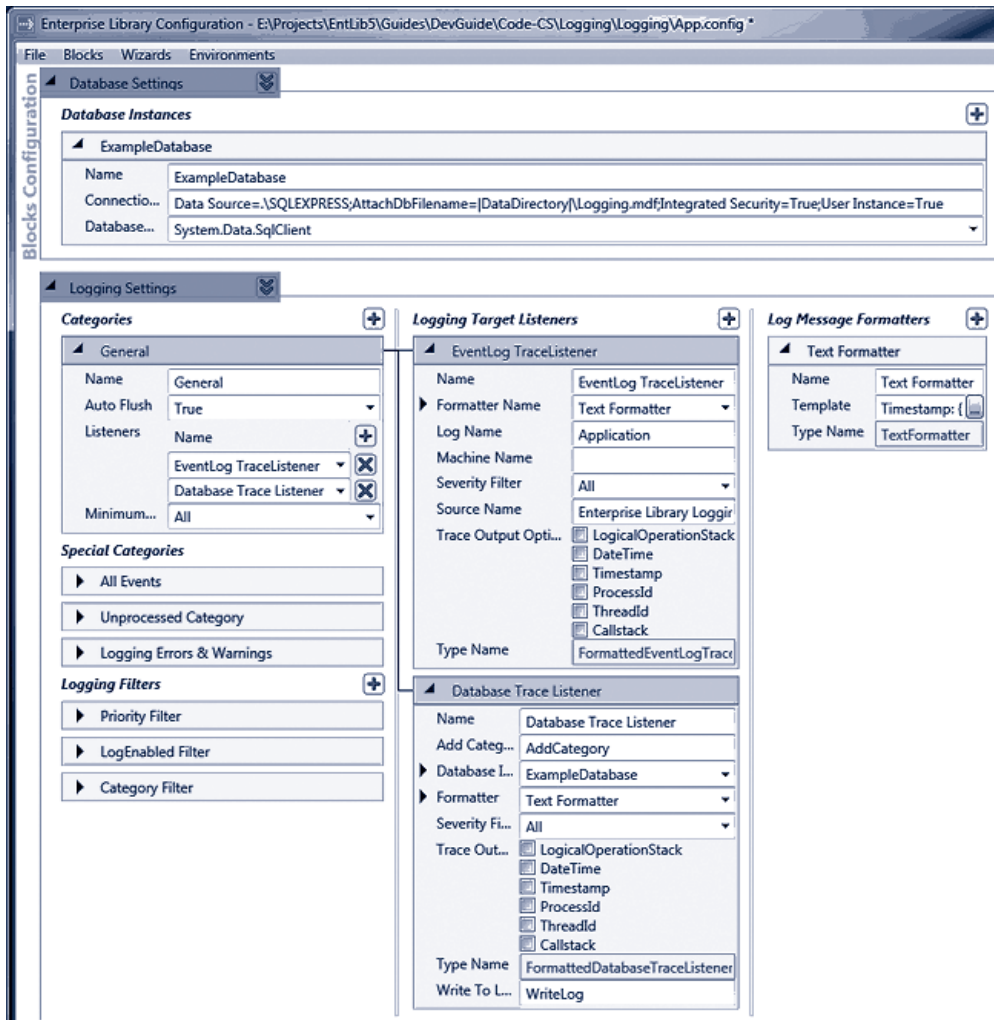 Enterprise Library Configuration - E:\Projects\EntLib5\Guides\DevGuide\Code-CS\Logging\Logging\App.config *
File Blocks Wizards Environments
Blocks Configuration
Database Settings
Database Instances
ExampleDatabase
Name ExampleDatabase
Connectio... Data Source=.\SQLEXPRESS;AttachDbFilename=|DataDirectory|\Logging.mdf;Integrated Security=True;User Instance=True
Database... System.Data.SqlClient
Logging Settings
Categories
General
Name General
Auto Flush True
Listeners Name
EventLog TraceListener
Database Trace Listener
Minimum... All
Special Categories
All Events
Unprocessed Category
Logging Errors & Warnings
Logging Filters
Priority Filter
LogEnabled Filter
Category Filter
Logging Target Listeners
EventLog TraceListener
Name EventLog TraceListener
Formatter Name Text Formatter
Log Name Application
Machine Name
Severity Filter All
Source Name Enterprise Library Loggir
Trace Output Opti... LogicalOperationStack
DateTime
Timestamp
ProcessId
ThreadId
Callstack
Type Name FormattedEventLogTrace
Database Trace Listener
Name Database Trace Listener
Add Categ... AddCategory
Database I... ExampleDatabase
Formatter Text Formatter
Severity Fi... All
Trace Out... LogicalOperationStack
DateTime
Timestamp
ProcessId
ThreadId
Callstack
Type Name FormattedDatabaseTraceListener
Write To L... WriteLog
Log Message Formatters
Text Formatter
Name Text Formatter
Template Timestamp: { ...
Type Name TextFormatter